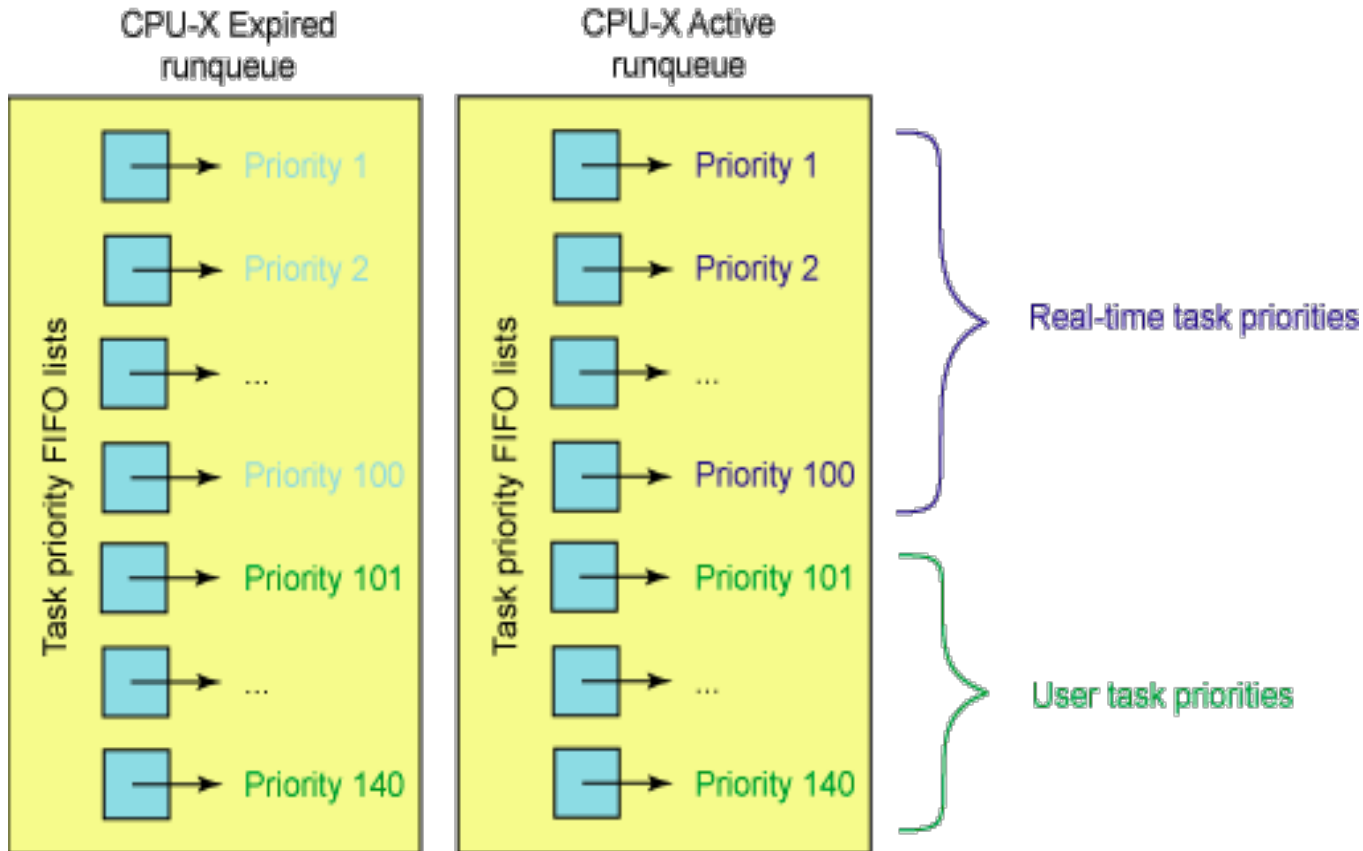 CPU-X Expired
runqueue
Task priority FIFO lists
Priority 1
Priority 2
...
Priority 100
Priority 101
...
Priority 140
CPU-X Active
runqueue
Task priority FIFO lists
Priority 1
Priority 2
...
Priority 100
Priority 101
...
Priority 140
Real-time task priorities
User task priorities